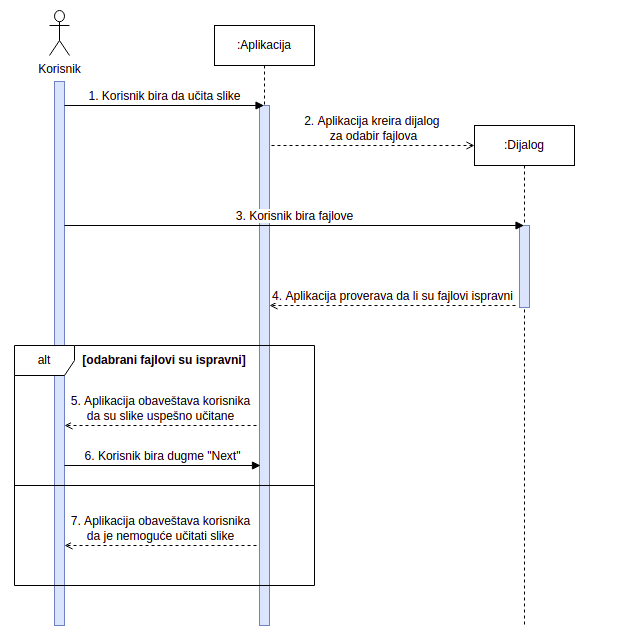 Korisnik
:Aplikacija
1. Korisnik bira da učita slike
2. Aplikacija kreira dijalog
za odabir fajlova
:Dijalog
3. Korisnik bira fajlove
4. Aplikacija proverava da li su fajlovi ispravni
alt
[odabrani fajlovi su ispravni]
5. Aplikacija obaveštava korisnika
da su slike uspešno učitane
6. Korisnik bira dugme "Next"
7. Aplikacija obaveštava korisnika
da je nemoguće učitati slike